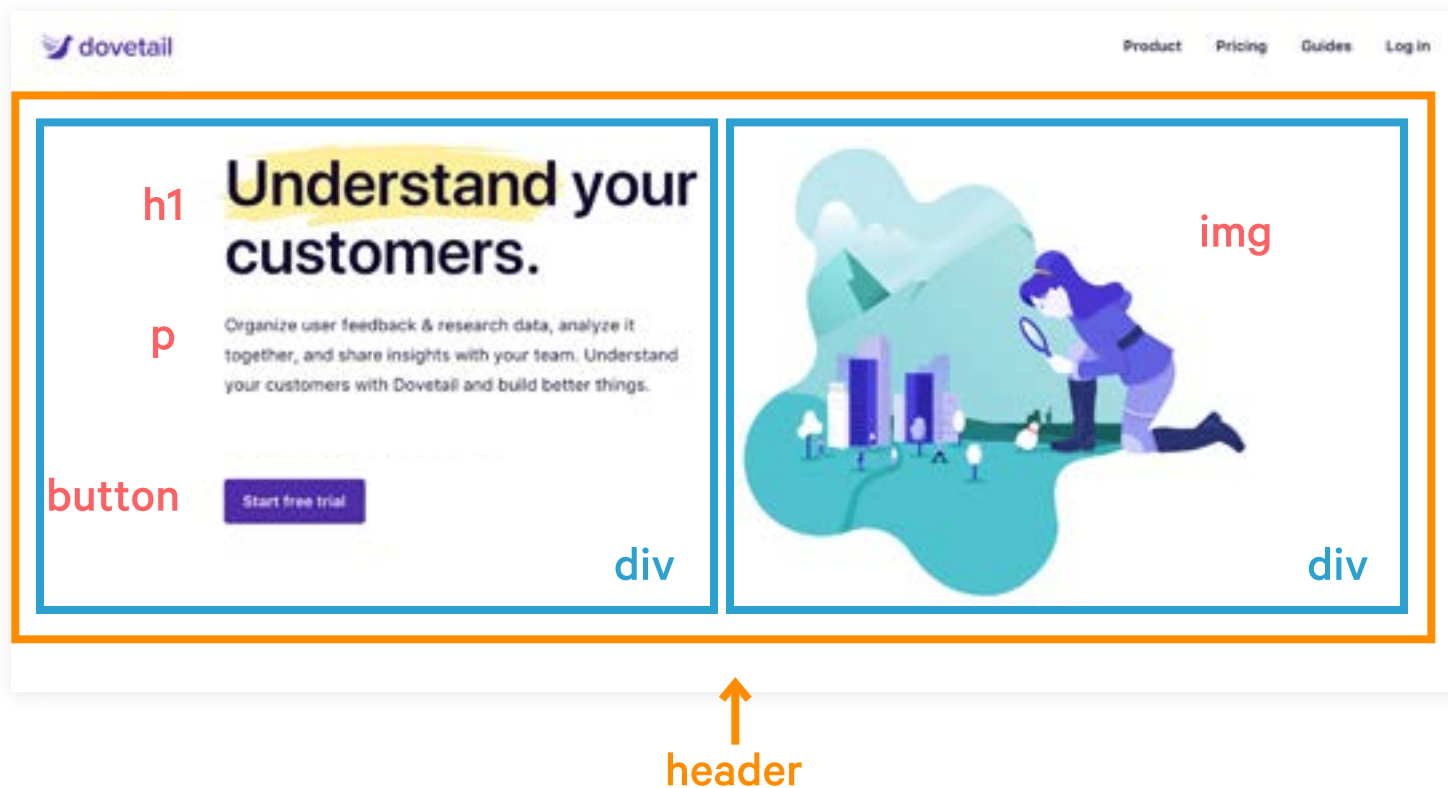 dovetail
Product Pricing Guides Log in
h1
Understand your
customers.
img
p
Organize user feedback & research data, analyze it
together, and share insights with your team. Understand
your customers with Dovetail and build better things.
button
Start free trial
div
div
header